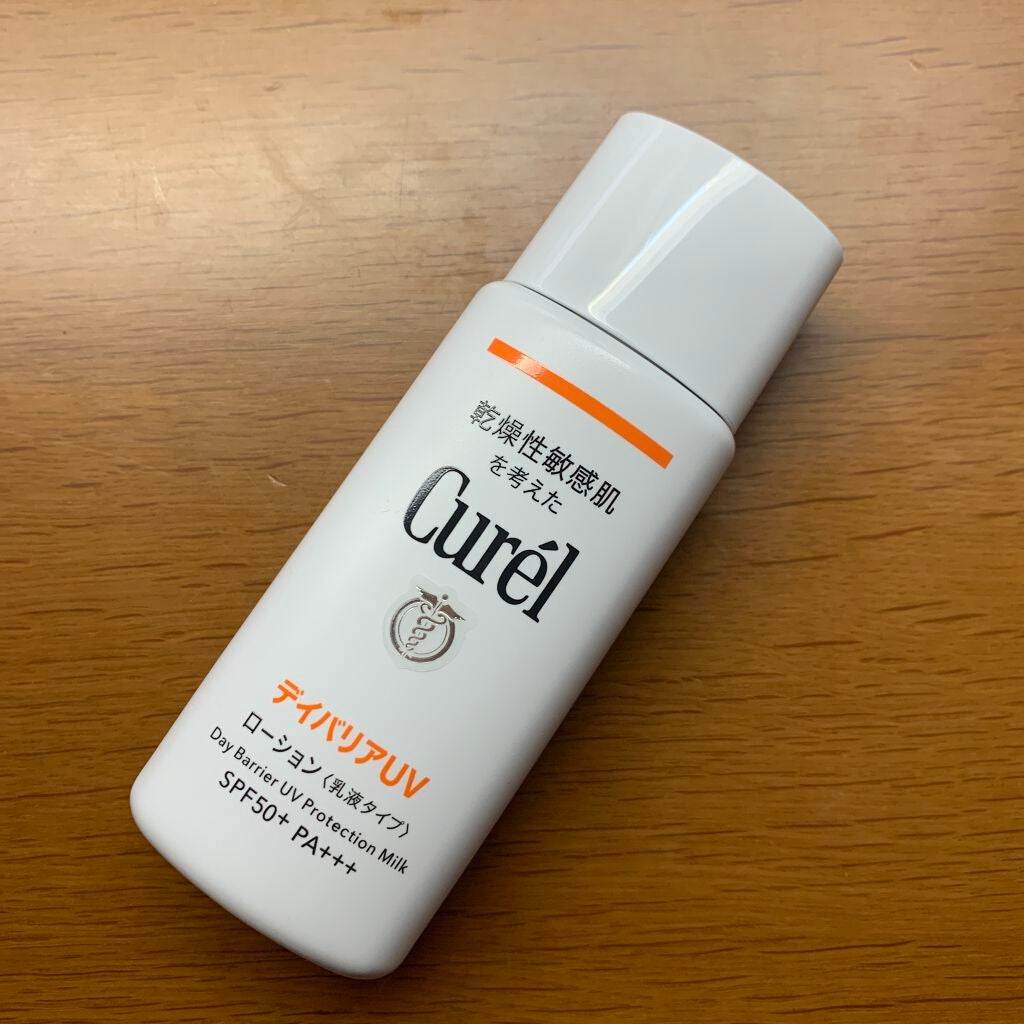 乾燥性敏感肌
を考えた
Curél
デイバリアUV
ローション〈乳液タイプ〉
Day Barrier UV Protection Milk
SPF50+ PA+++